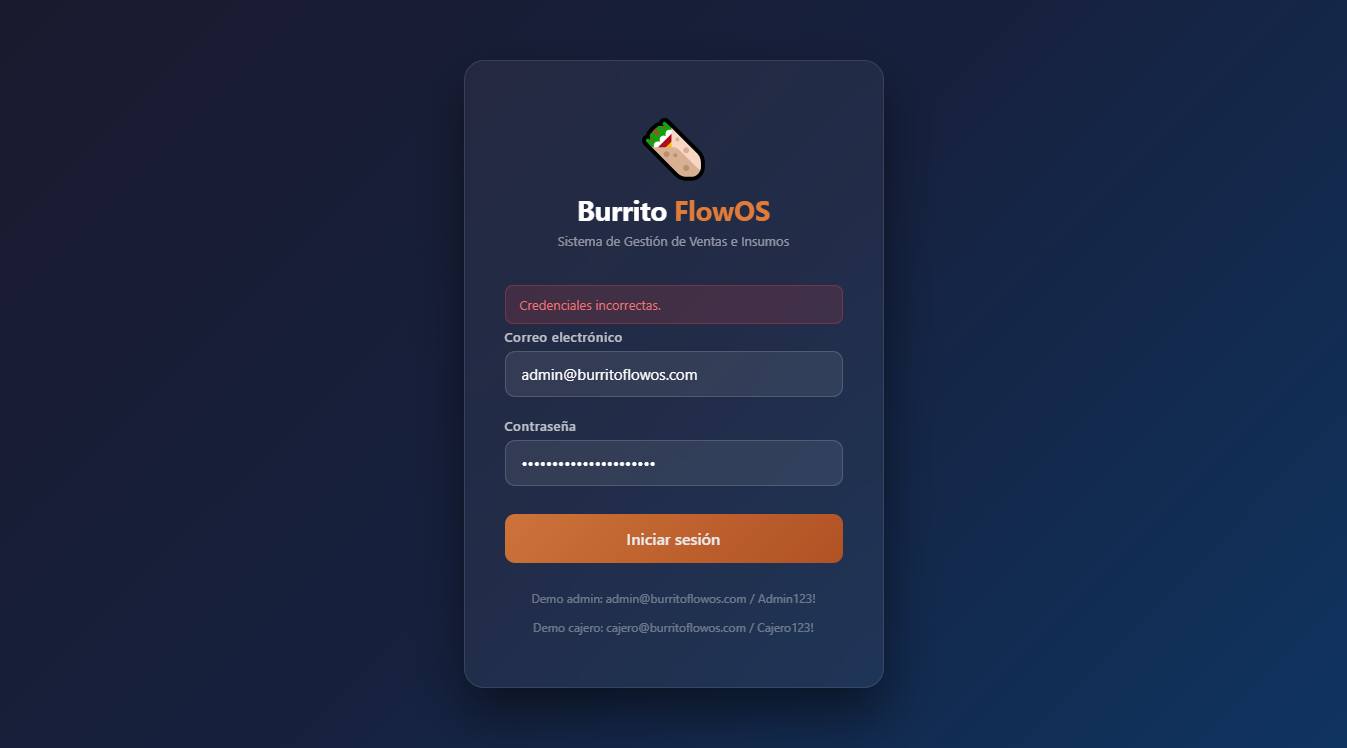 Burrito FlowOS
Sistema de Gestión de Ventas e Insumos
Credenciales incorrectas.
Correo electrónico
admin@burritoflowos.com
Contraseña
••••••••••••••••••••••
Iniciar sesión
Demo admin: admin@burritoflowos.com / Admin123!
Demo cajero: cajero@burritoflowos.com / Cajero123!